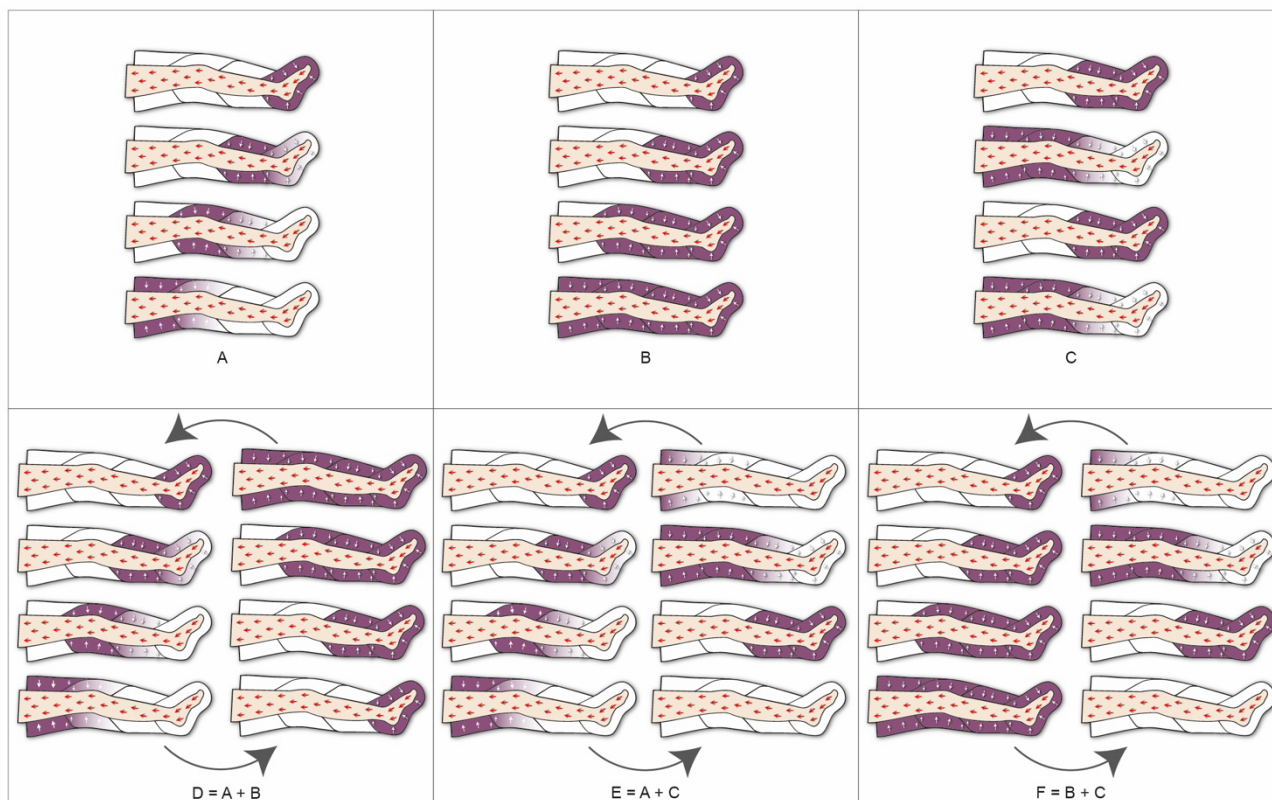 A
B
C
D = A + B
E = A + C
F = B + C